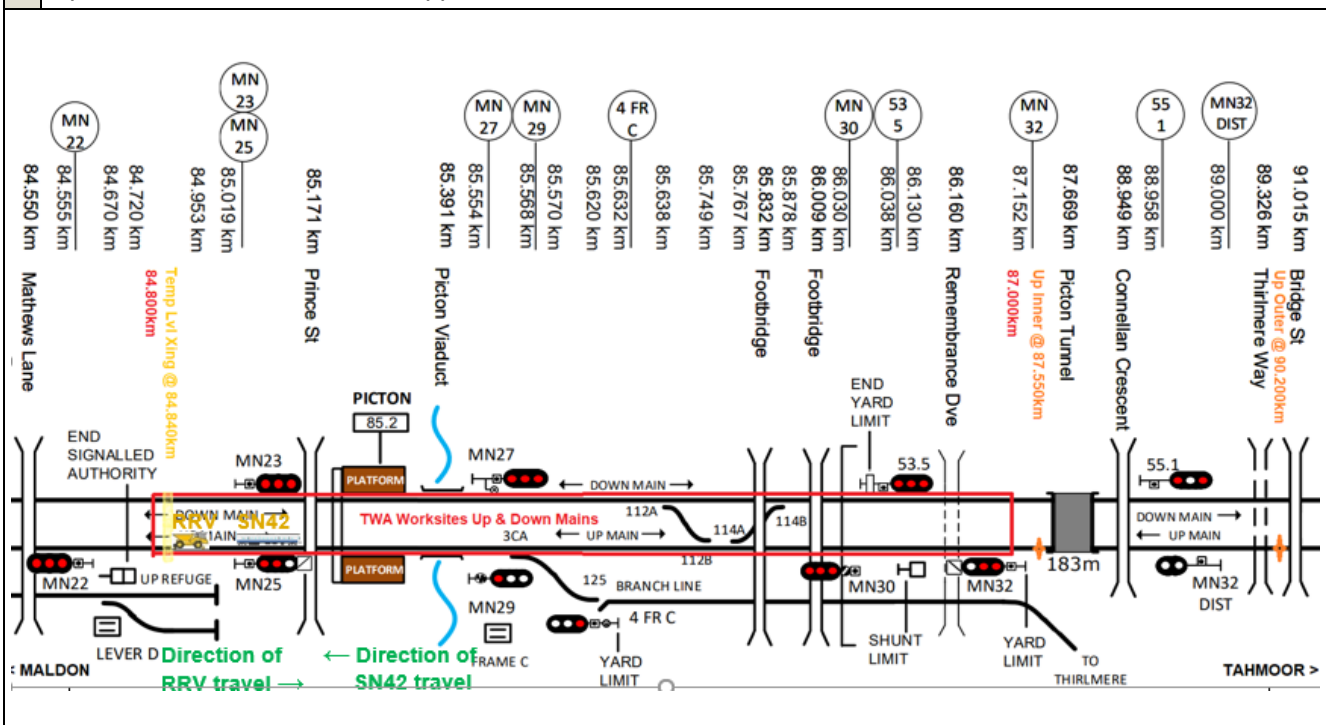 MN
22
MN
23
MN
25
MN
27
MN
29
4 FR
C
MN
30
53
5
MN
32
55
1
MN32
DIST
84.550 km
84.555 km
84.670 km
84.720 km
84.953 km
85.019 km
85.171 km
85.391 km
85.554 km
85.568 km
85.570 km
85.620 km
85.632 km
85.638 km
85.749 km
85.767 km
85.832 km
85.878 km
86.009 km
86.030 km
86.038 km
86.130 km
86.160 km
87.152 km
87.669 km
88.949 km
88.958 km
89.000 km
89.326 km
91.015 km
Mathews Lane
84.800km
Temp Lvl Xing @ 84.840km
Prince St
Picton Viaduct
Footbridge
Footbridge
Remembrance Dve
87.000km
Up Inner @ 87.550km
Picton Tunnel
Connellan Crescent
Thirlmere Way
Up Outer @ 90.200km
Bridge St
END
SIGNALLED
AUTHORITY
MN23
PICTON
85.2
PLATFORM
MN27
DOWN MAIN
END
YARD
LIMIT
53.5
55.1
DOWN MAIN
RRV SN42
MAIN
TWA Worksites Up & Down Mains
3CA
UP MAIN
112A
114A
114B
112B
DOWN MAIN
UP MAIN
MN22
UP REFUGE
MN25
PLATFORM
MN29
125
BRANCH LINE
4 FR C
MN30
MN32
183m
MN32
DIST
LEVER D
FRAME C
YARD
LIMIT
SHUNT
LIMIT
YARD
LIMIT
TO
THIRLMERE
< MALDON
Direction of
RRV travel →
← Direction of
SN42 travel
TAHMOOR >